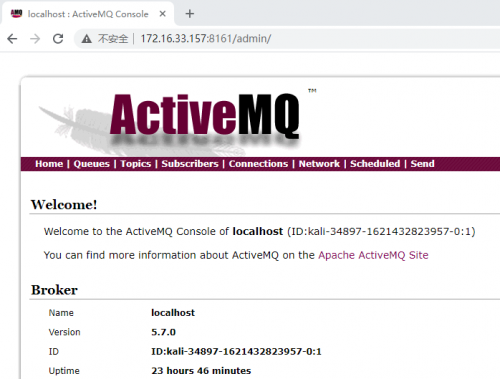 localhost : ActiveMQ Console
不安全 | 172.16.33.157:8161/admin/
ActiveMQ™
Home | Queues | Topics | Subscribers | Connections | Network | Scheduled | Send
Welcome!
Welcome to the ActiveMQ Console of localhost (ID:kali-34897-1621432823957-0:1)
You can find more information about ActiveMQ on the Apache ActiveMQ Site
Broker
Name localhost
Version 5.7.0
ID ID:kali-34897-1621432823957-0:1
Uptime 23 hours 46 minutes